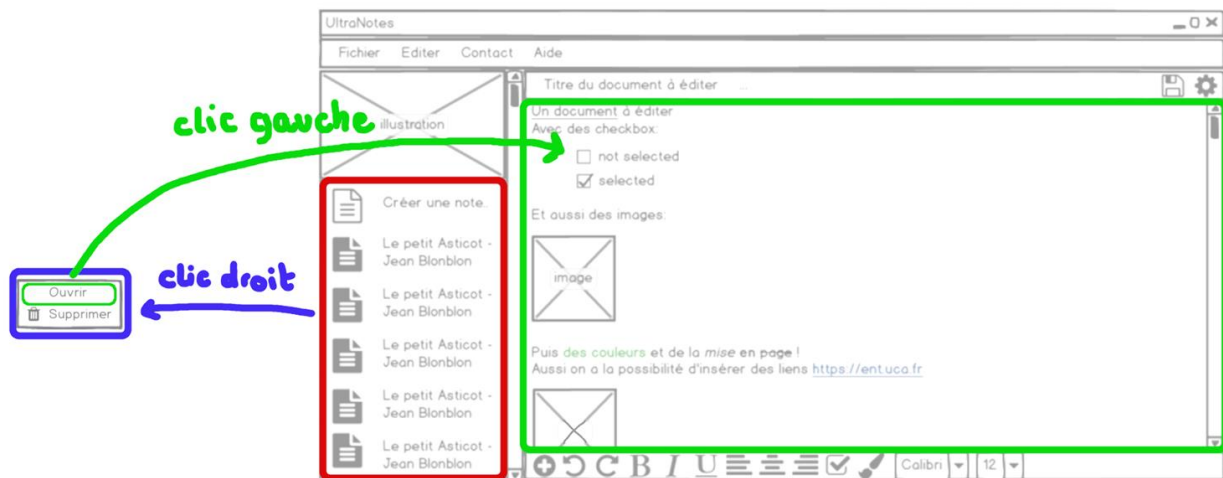 UltraNotes
Fichier Editer Contact Aide
illustration
Titre du document à éditer ...
Un document à éditer
Avec des checkbox:
not selected
selected
Et aussi des images:
image
Puis des couleurs et de la mise en page !
Aussi on a la possibilité d'insérer des liens https://ent.uca.fr
B I U Calibri 12
Créer une note..
Le petit Asticot -
Jean Blonblon
Le petit Asticot -
Jean Blonblon
Le petit Asticot -
Jean Blonblon
Le petit Asticot -
Jean Blonblon
Le petit Asticot -
Jean Blonblon
clic gauche
clic droit
Ouvrir
Supprimer